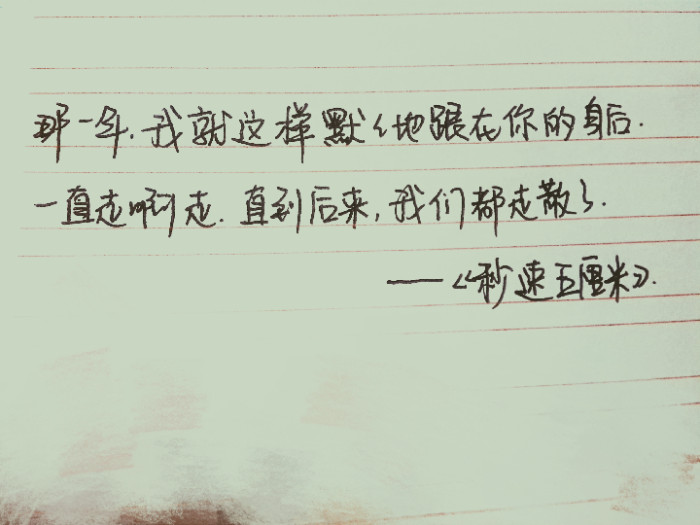 那一年.我就这样默々地跟在你的身后.
一直走啊走.直到后来,我们都走散了.
——《秒速五厘米》.